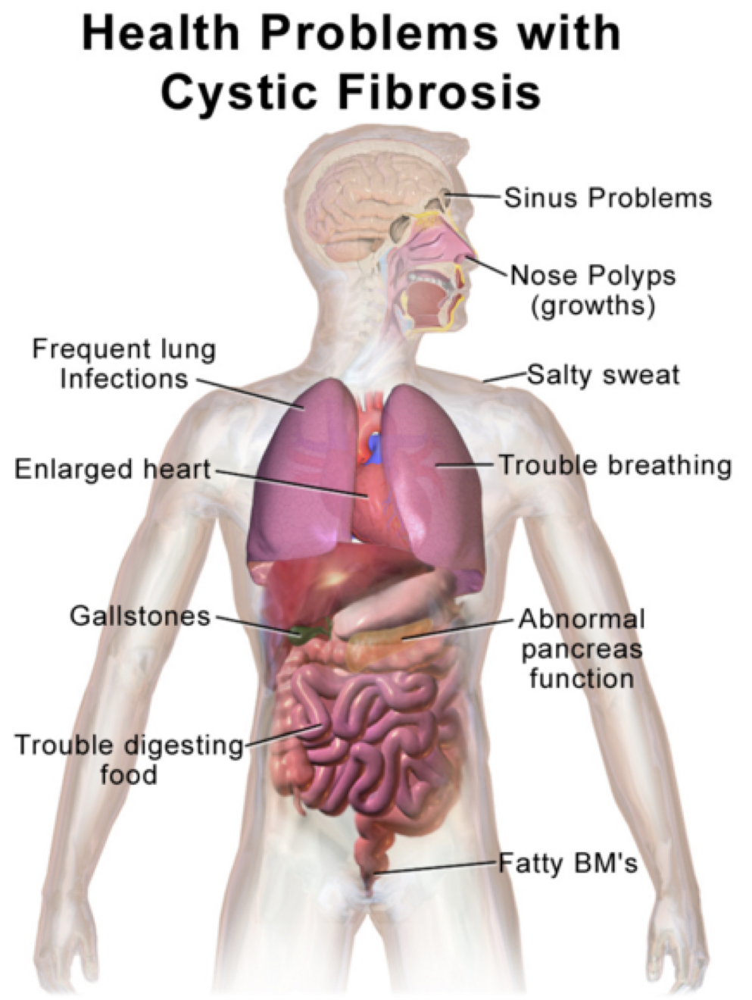 Health Problems with
Cystic Fibrosis
Sinus Problems
Nose Polyps
(growths)
Frequent lung
Infections
Salty sweat
Enlarged heart
Trouble breathing
Gallstones
Abnormal
pancreas
function
Trouble digesting
food
Fatty BM's